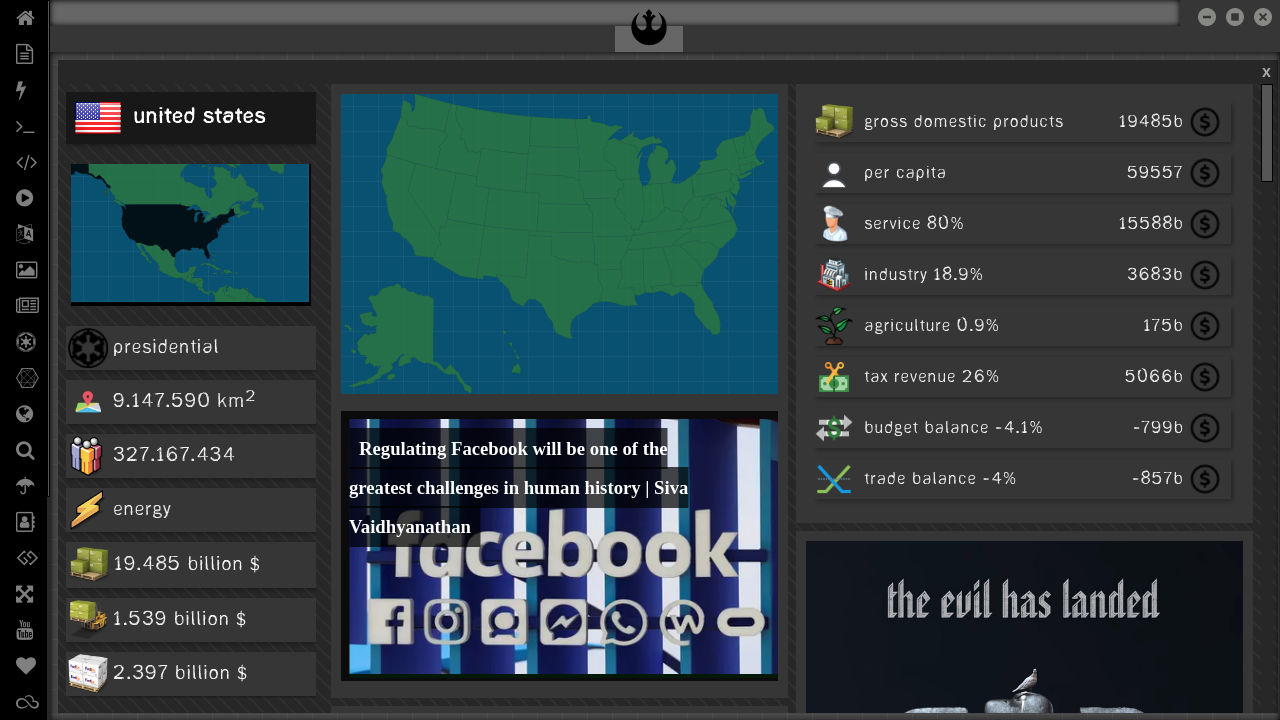 x
united states
presidential
9.147.590 km²
327.167.434
energy
19.485 billion $
1.539 billion $
2.397 billion $
Regulating Facebook will be one of the
greatest challenges in human history | Siva
Vaidhyanathan
facebook
gross domestic products 19485b $
per capita 59557 $
service 80% 15588b $
industry 18.9% 3683b $
agriculture 0.9% 175b $
tax revenue 26% 5066b $
budget balance -4.1% -799b $
trade balance -4% -857b $
the evil has landed
You
Tube